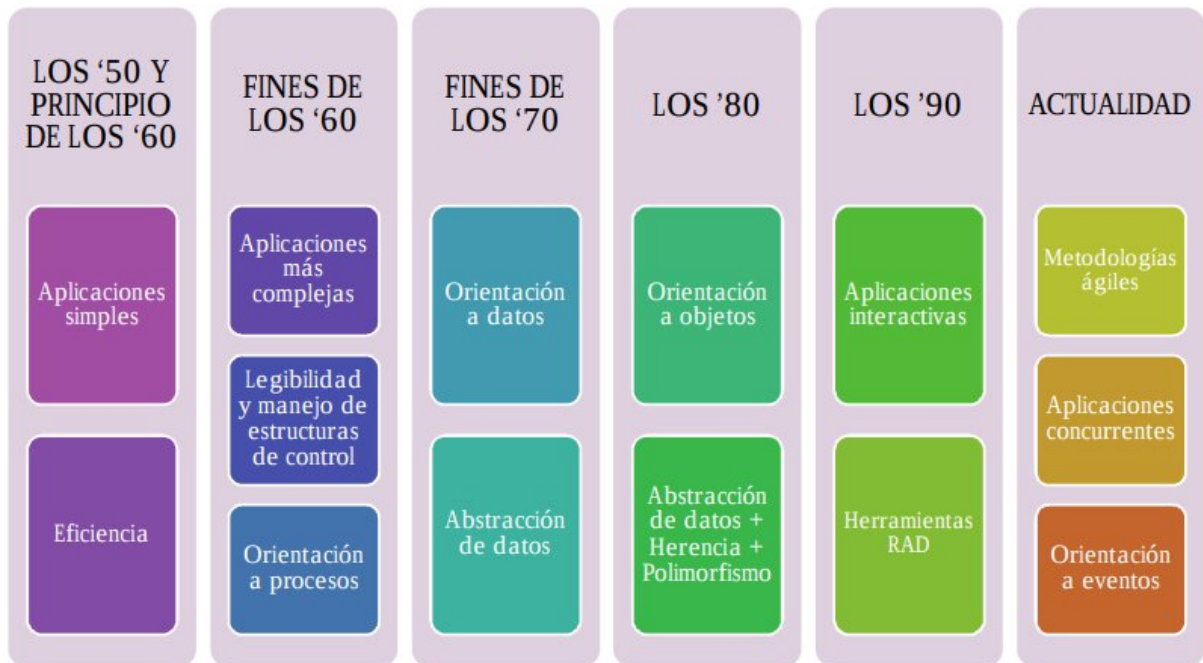 LOS ‘50 Y
PRINCIPIO
DE LOS ‘60
Aplicaciones
simples
Eficiencia
FINES DE
LOS ‘60
Aplicaciones
más
complejas
Legibilidad
y manejo de
estructuras
de control
Orientación
a procesos
FINES DE
LOS ‘70
Orientación
a datos
Abstracción
de datos
LOS ’80
Orientación
a objetos
Abstracción
de datos +
Herencia +
Polimorfismo
LOS ’90
Aplicaciones
interactivas
Herramientas
RAD
ACTUALIDAD
Metodologías
ágiles
Aplicaciones
concurrentes
Orientación
a eventos